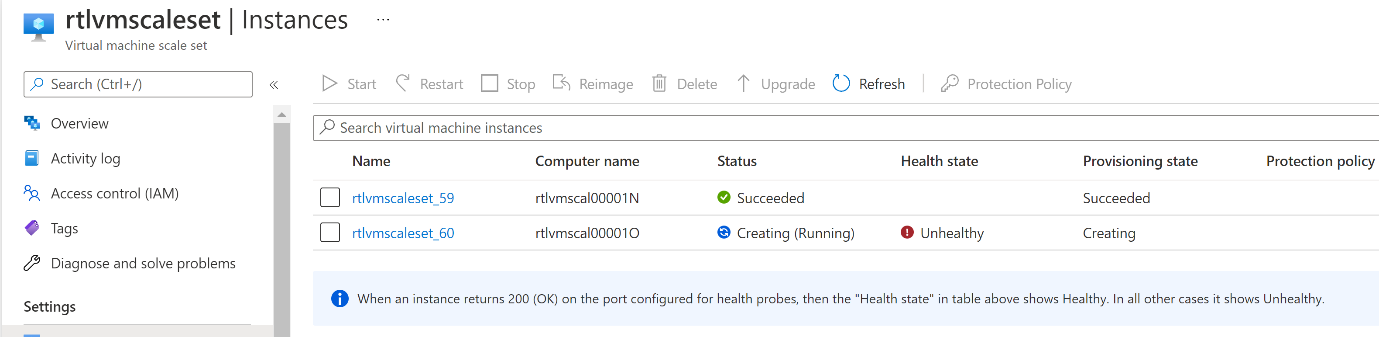 rtlvmscaleset | Instances ...
Virtual machine scale set
Search (Ctrl+/) «
Start Restart Stop Reimage Delete Upgrade Refresh Protection Policy
Search virtual machine instances
Overview
Activity log
Access control (IAM)
Tags
Diagnose and solve problems
Settings
Name Computer name Status Health state Provisioning state Protection policy
rtlvmscaleset_59 rtlvmscal00001N Succeeded Succeeded
rtlvmscaleset_60 rtlvmscal00001O Creating (Running) Unhealthy Creating
When an instance returns 200 (OK) on the port configured for health probes, then the "Health state" in table above shows Healthy. In all other cases it shows Unhealthy.